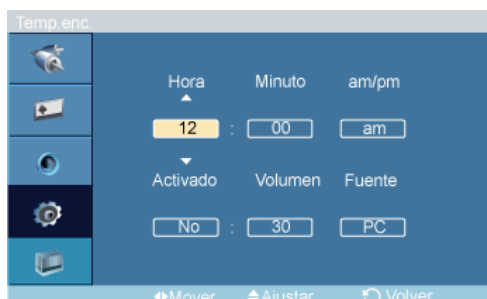 Temp.enc.
Hora Minuto am/pm
12 : 00 am
Activado Volumen Fuente
No : 30 PC
Mover Ajustar Volver